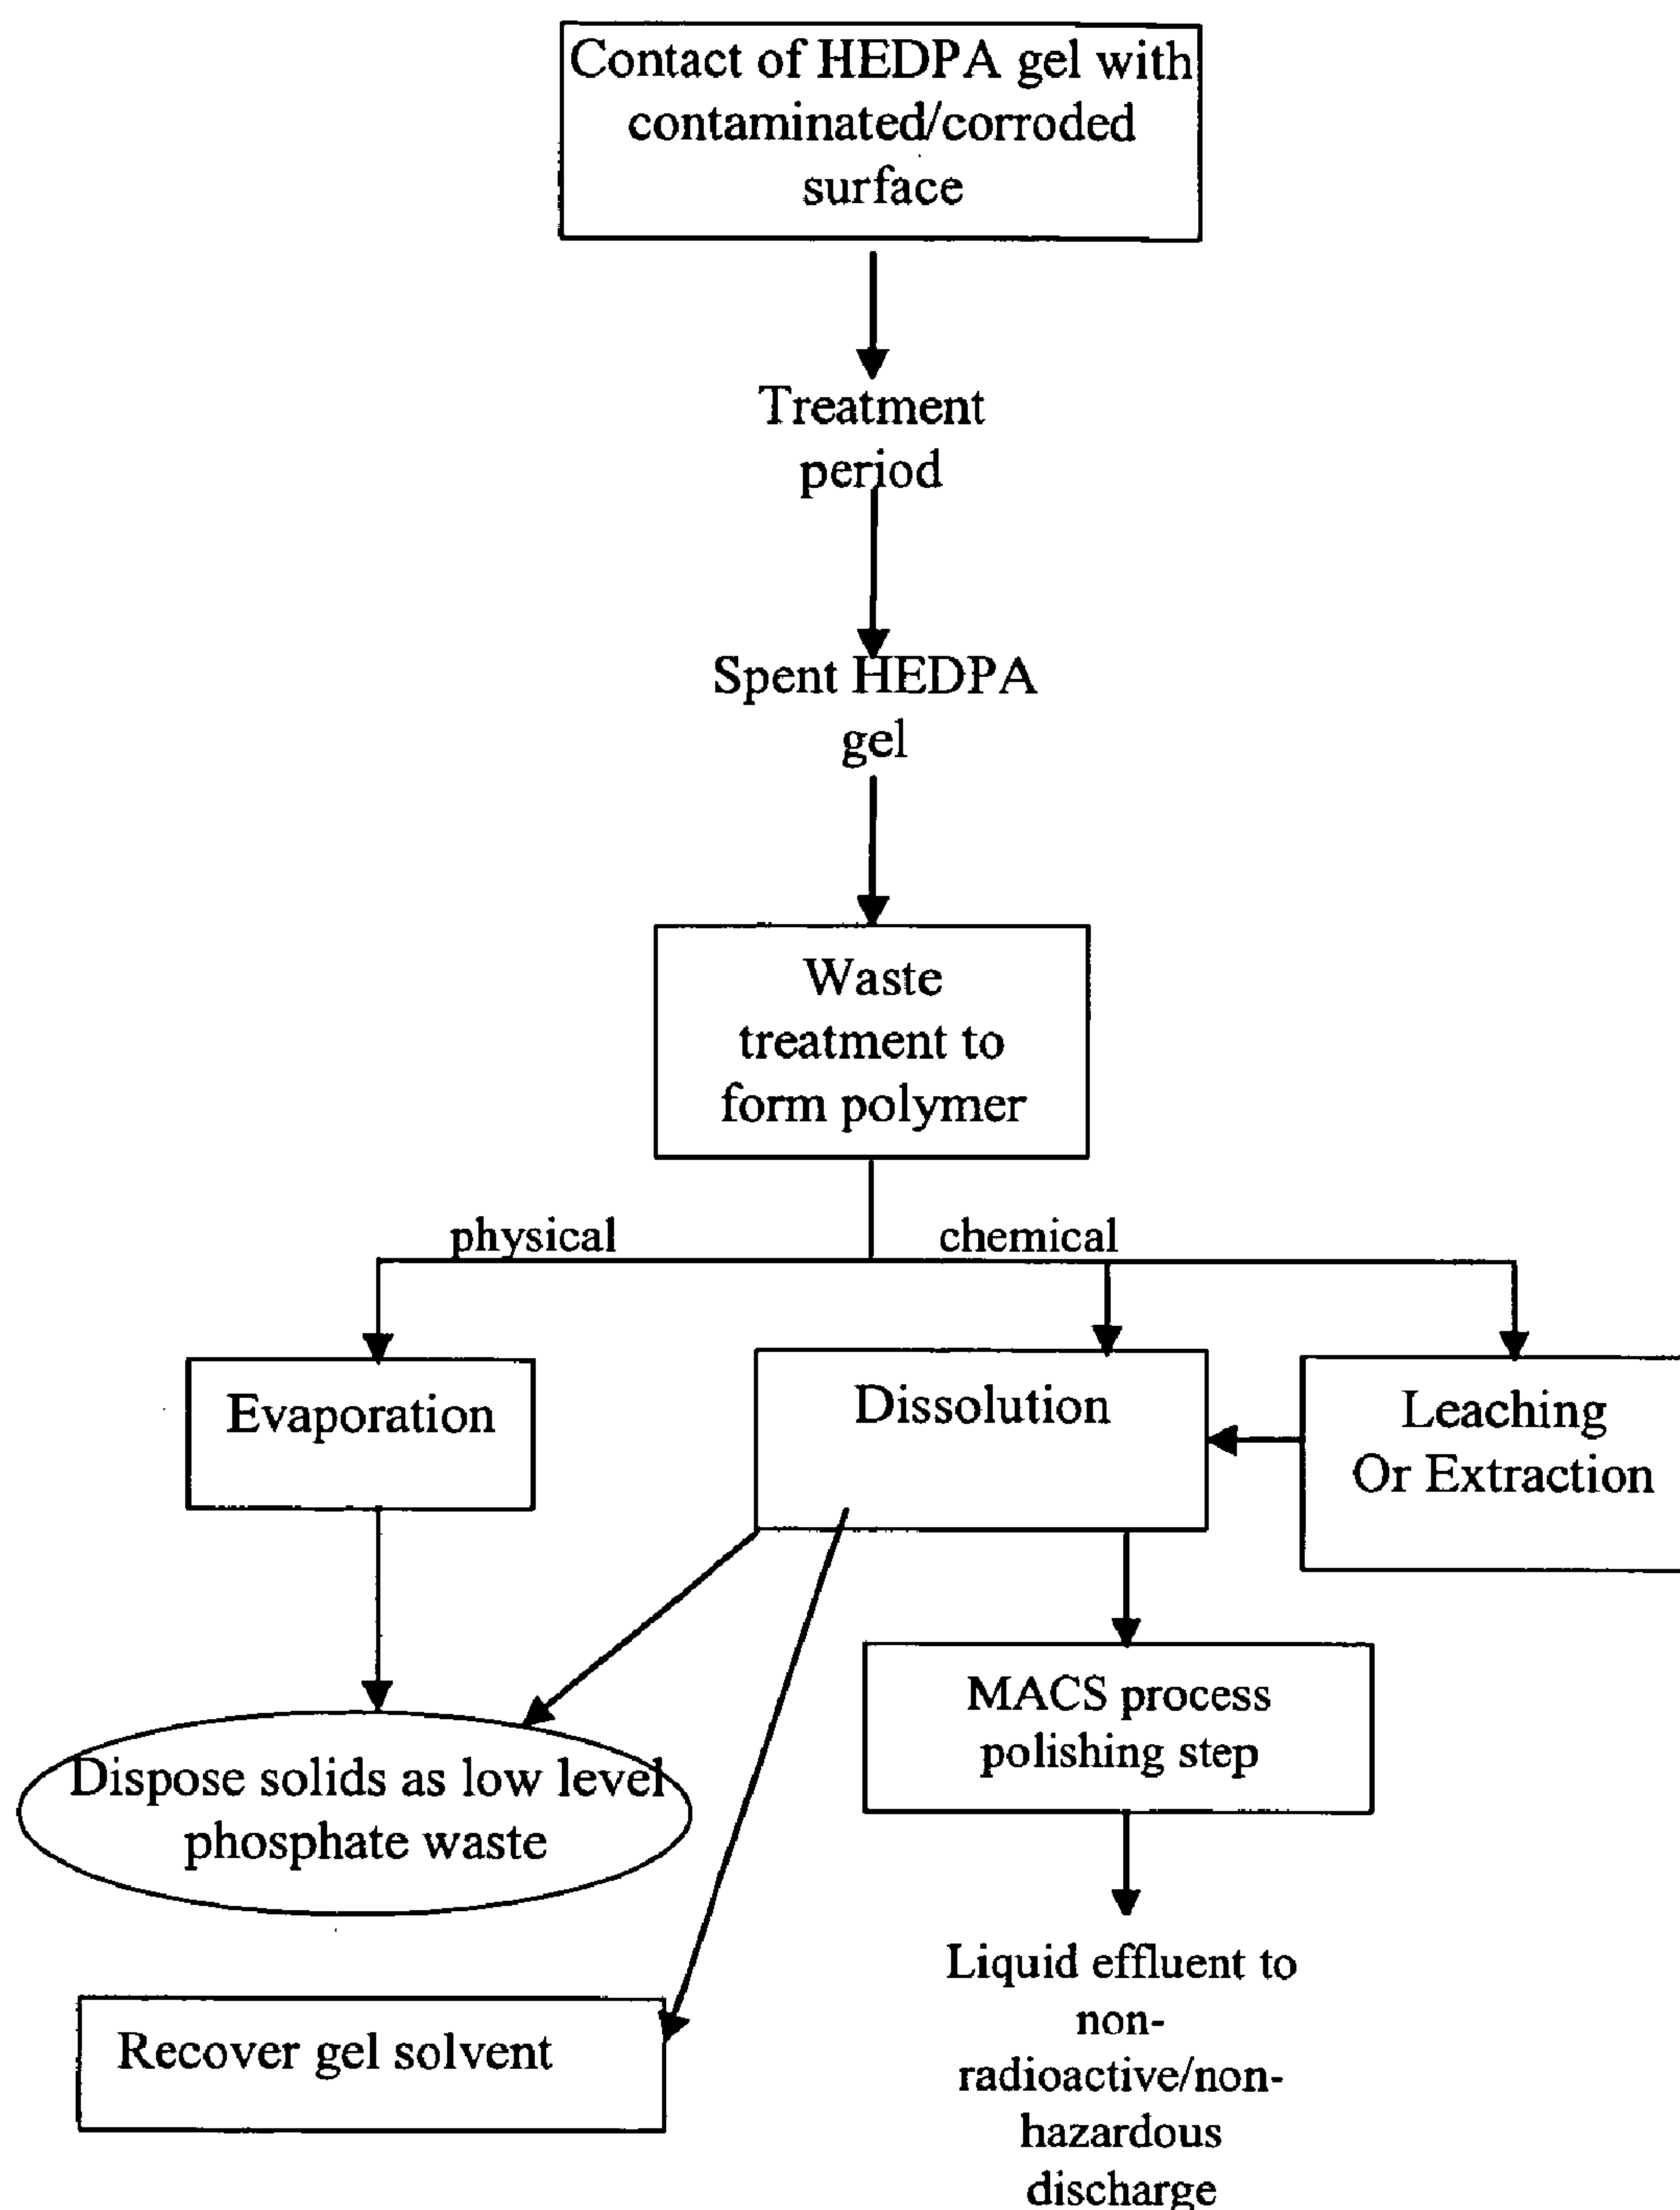 Contact of HEDPA gel with
contaminated/corroded
surface
Treatment
period
Spent HEDPA
gel
Waste
treatment to
form polymer
physical
chemical
Evaporation
Dissolution
Leaching
Or Extraction
MACS process
polishing step
Dispose solids as low level
phosphate waste
Recover gel solvent
Liquid effluent to
non-
radioactive/non-
hazardous
discharge